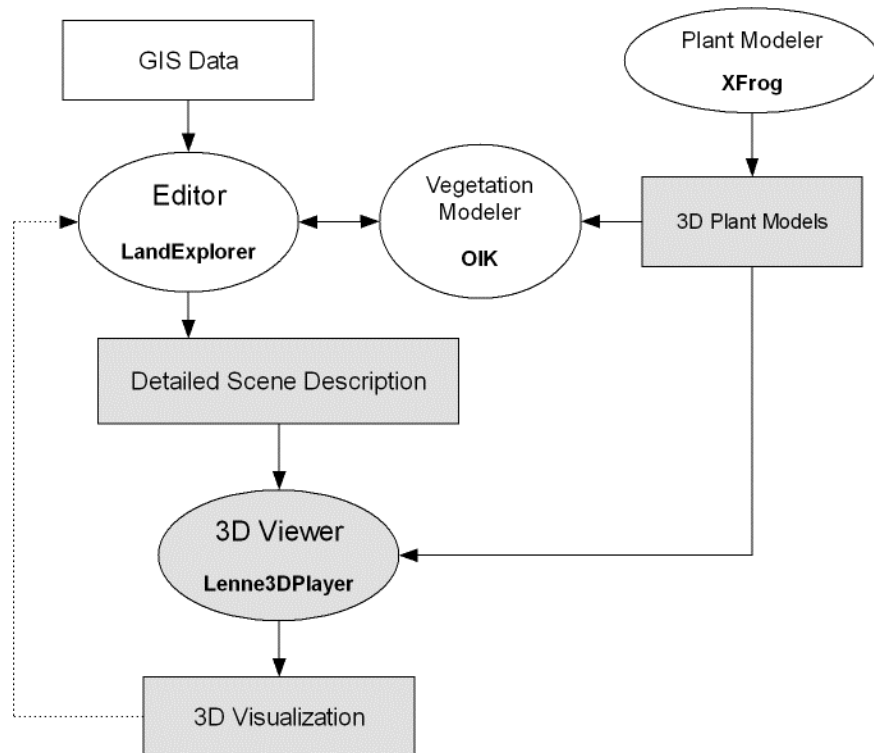 GIS Data
Plant Modeler
XFrog
Editor
LandExplorer
Vegetation
Modeler
OIK
3D Plant Models
Detailed Scene Description
3D Viewer
Lenne3DPlayer
3D Visualization